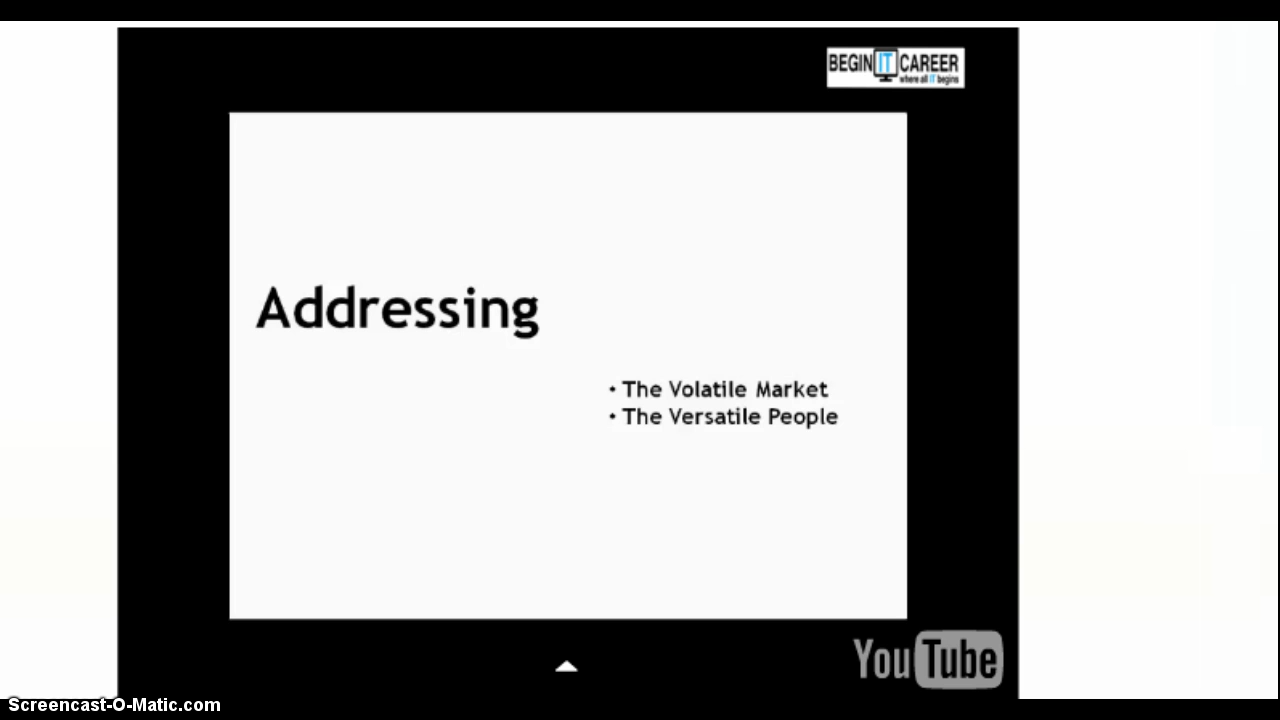 BEGIN IT CAREER
where all IT begins
Addressing
• The Volatile Market
• The Versatile People
YouTube
Screencast-O-Matic.com